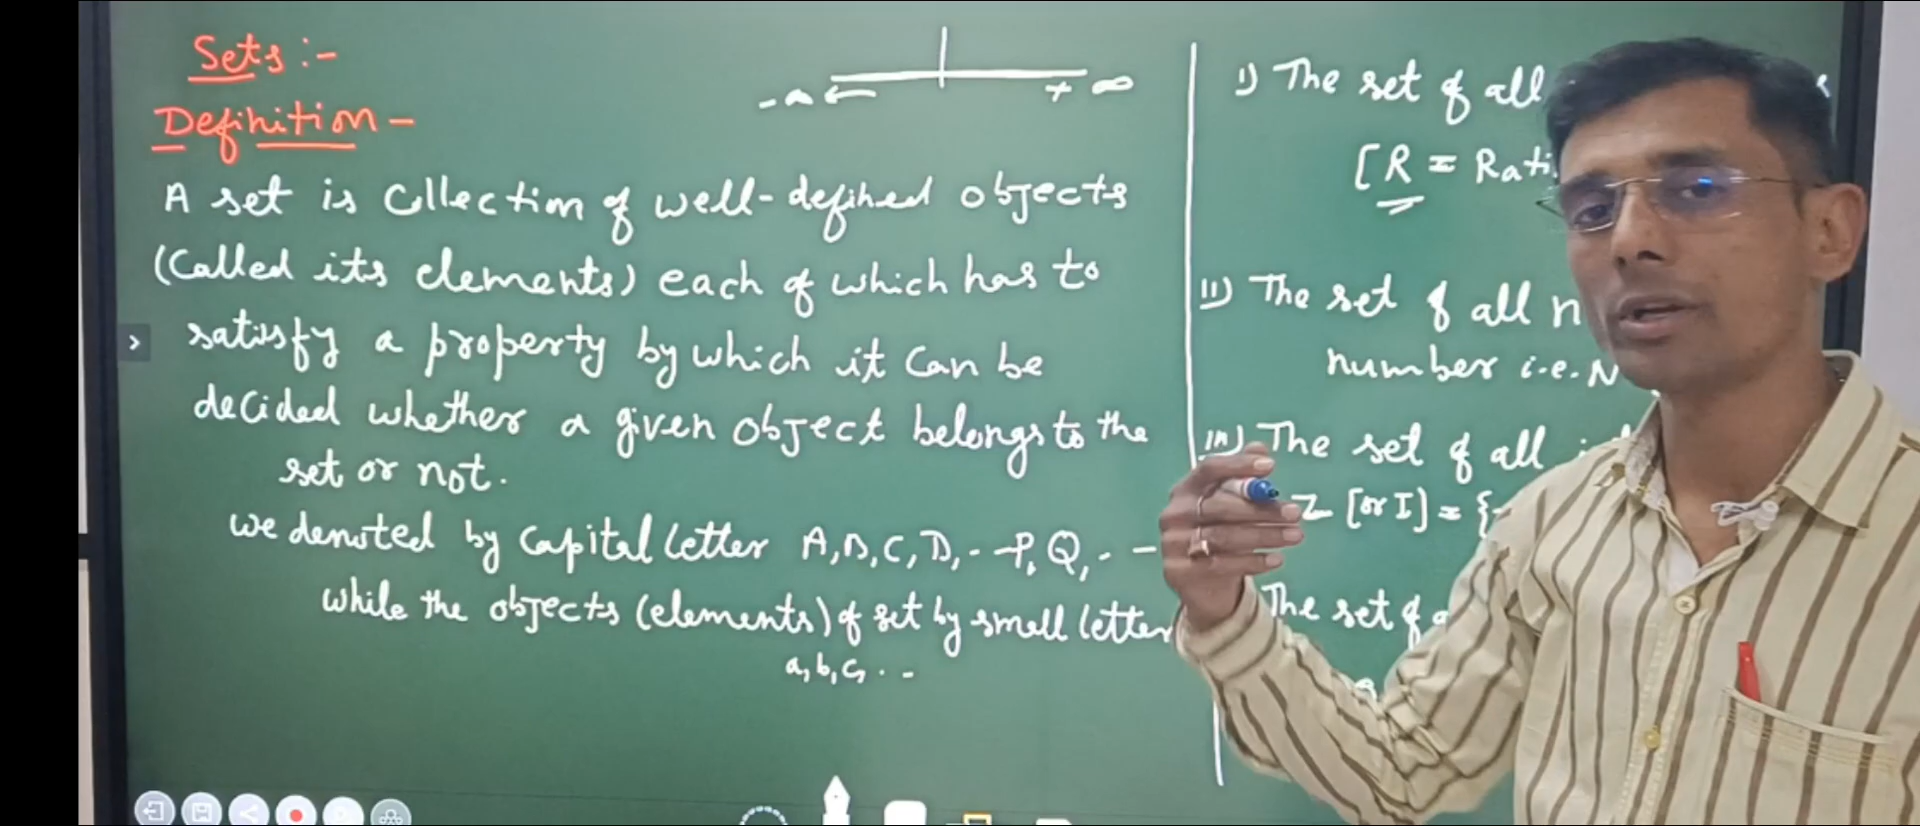 Sets :-
Definition -
A set is collection of well-defined objects
(called its elements) each of which has to
satisfy a property by which it can be
decided whether a given object belongs to the
set or not.
we denoted by capital letter A, B, C, D, - - P, Q, - -
while the objects (elements) of set by small letter
a, b, c, . -
- ∞
+ ∞
i) The set of all
[R =
ii) The set of all
number i.e. N
iii) The set of all
Z [or I] = {-
The set of